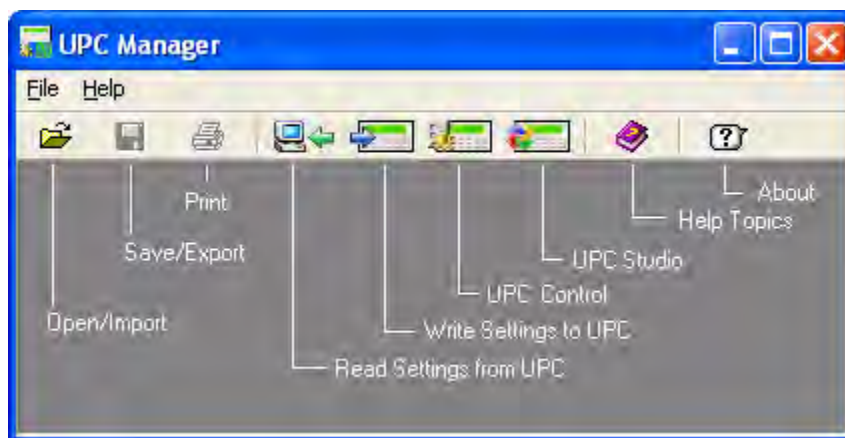 UPC Manager
File Help
Print
About
Help Topics
Save/Export
UPC Studio
UPC Control
Open/Import
Write Settings to UPC
Read Settings from UPC